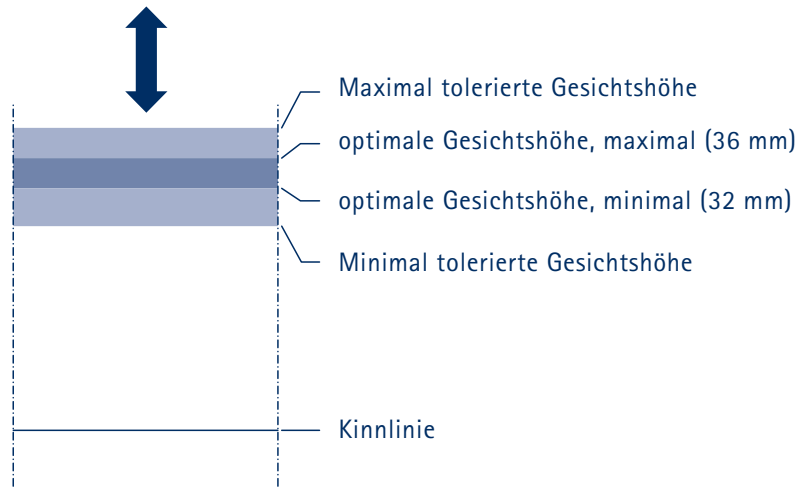 Maximal tolerierte Gesichtshöhe
optimale Gesichtshöhe, maximal (36 mm)
optimale Gesichtshöhe, minimal (32 mm)
Minimal tolerierte Gesichtshöhe
Kinnlinie